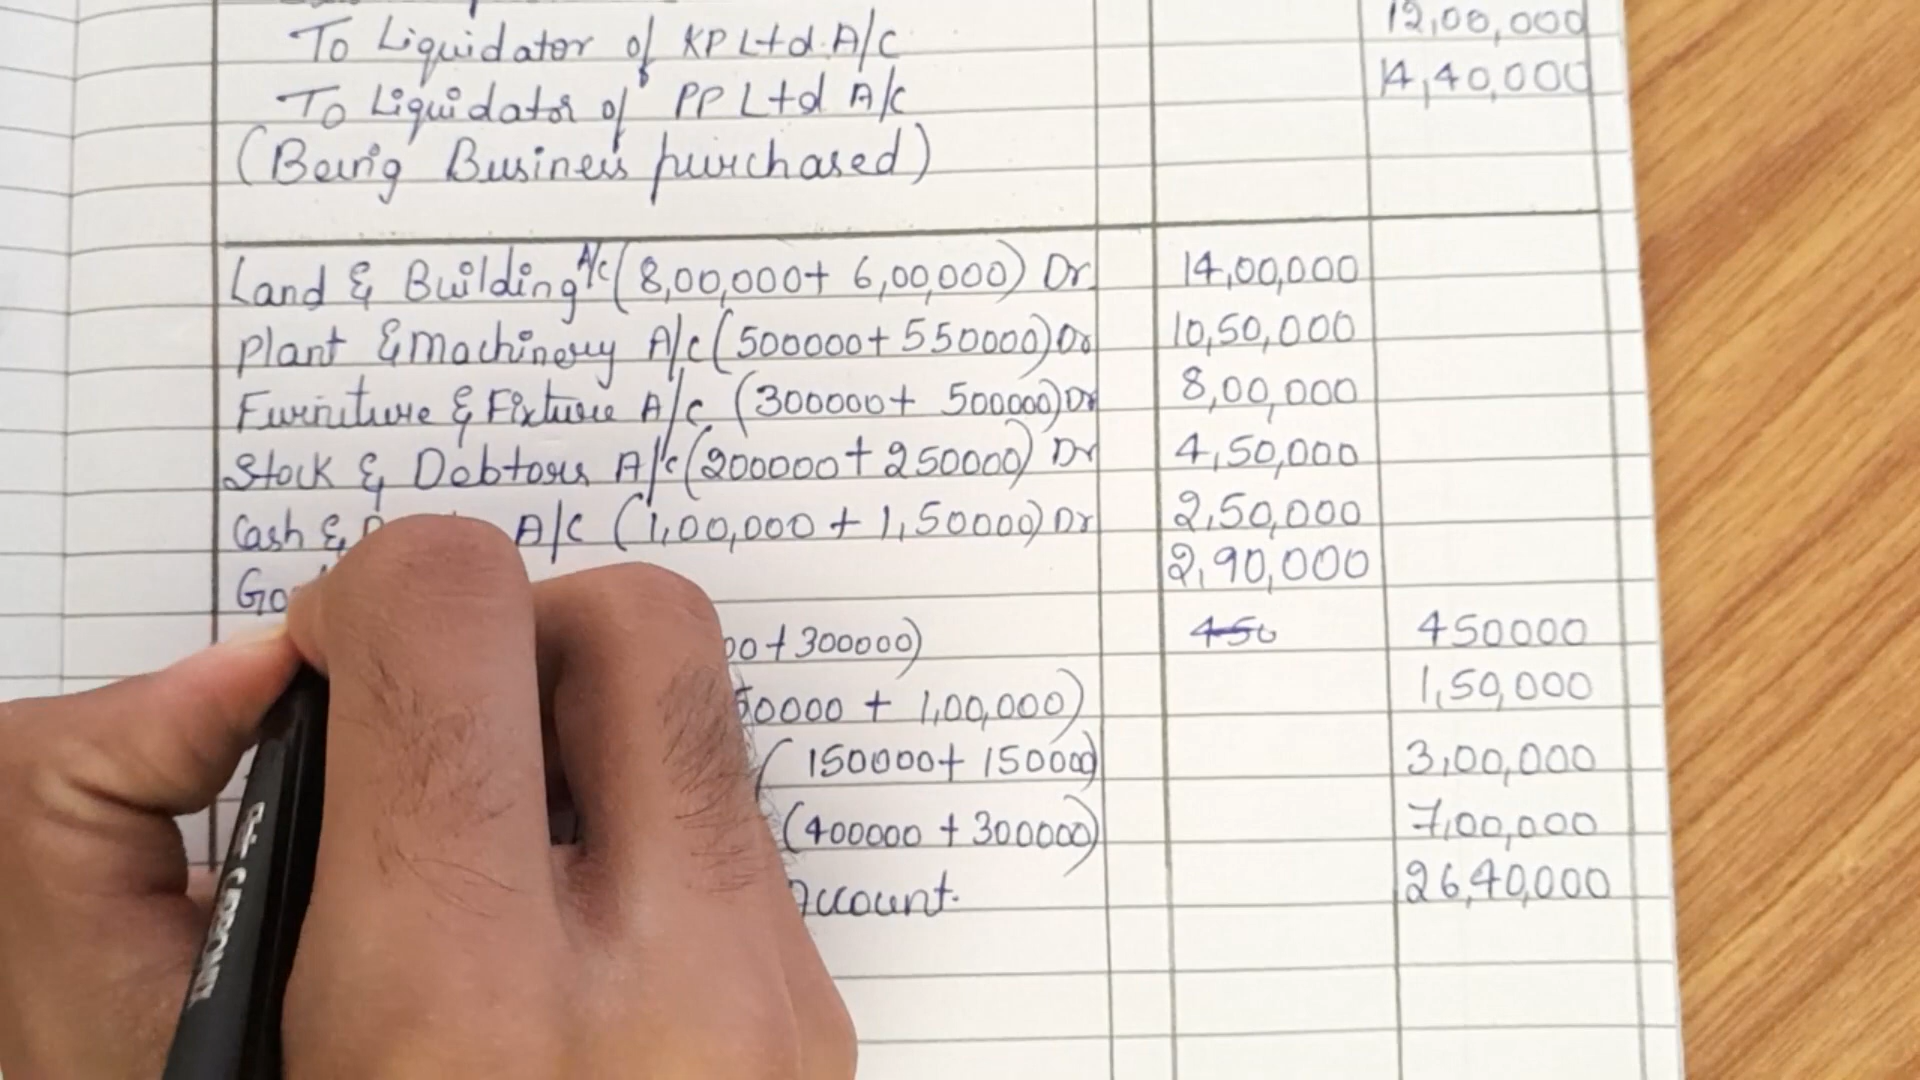 12,00,000
To Liquidator of KP Ltd. A/C
14,40,000
To Liquidator of PP Ltd A/C
(Being Business purchased)
Land & Building A/c (8,00,000+ 6,00,000) Dr 14,00,000
Plant & Machinery A/c (500000+ 550000) Dr 10,50,000
Furniture & Fixture A/c (300000+ 500000) Dr 8,00,000
Stock & Debtors A/c (200000+250000) Dr 4,50,000
Cash & A/C (1,00,000 + 1,50000) Dr 2,50,000
2,90,000
00+300000) 450 450000
50000 + 1,00,000) 1,50,000
(150000+ 150000) 3,00,000
(400000 + 300000) 7,00,000
Account. 26,40,000